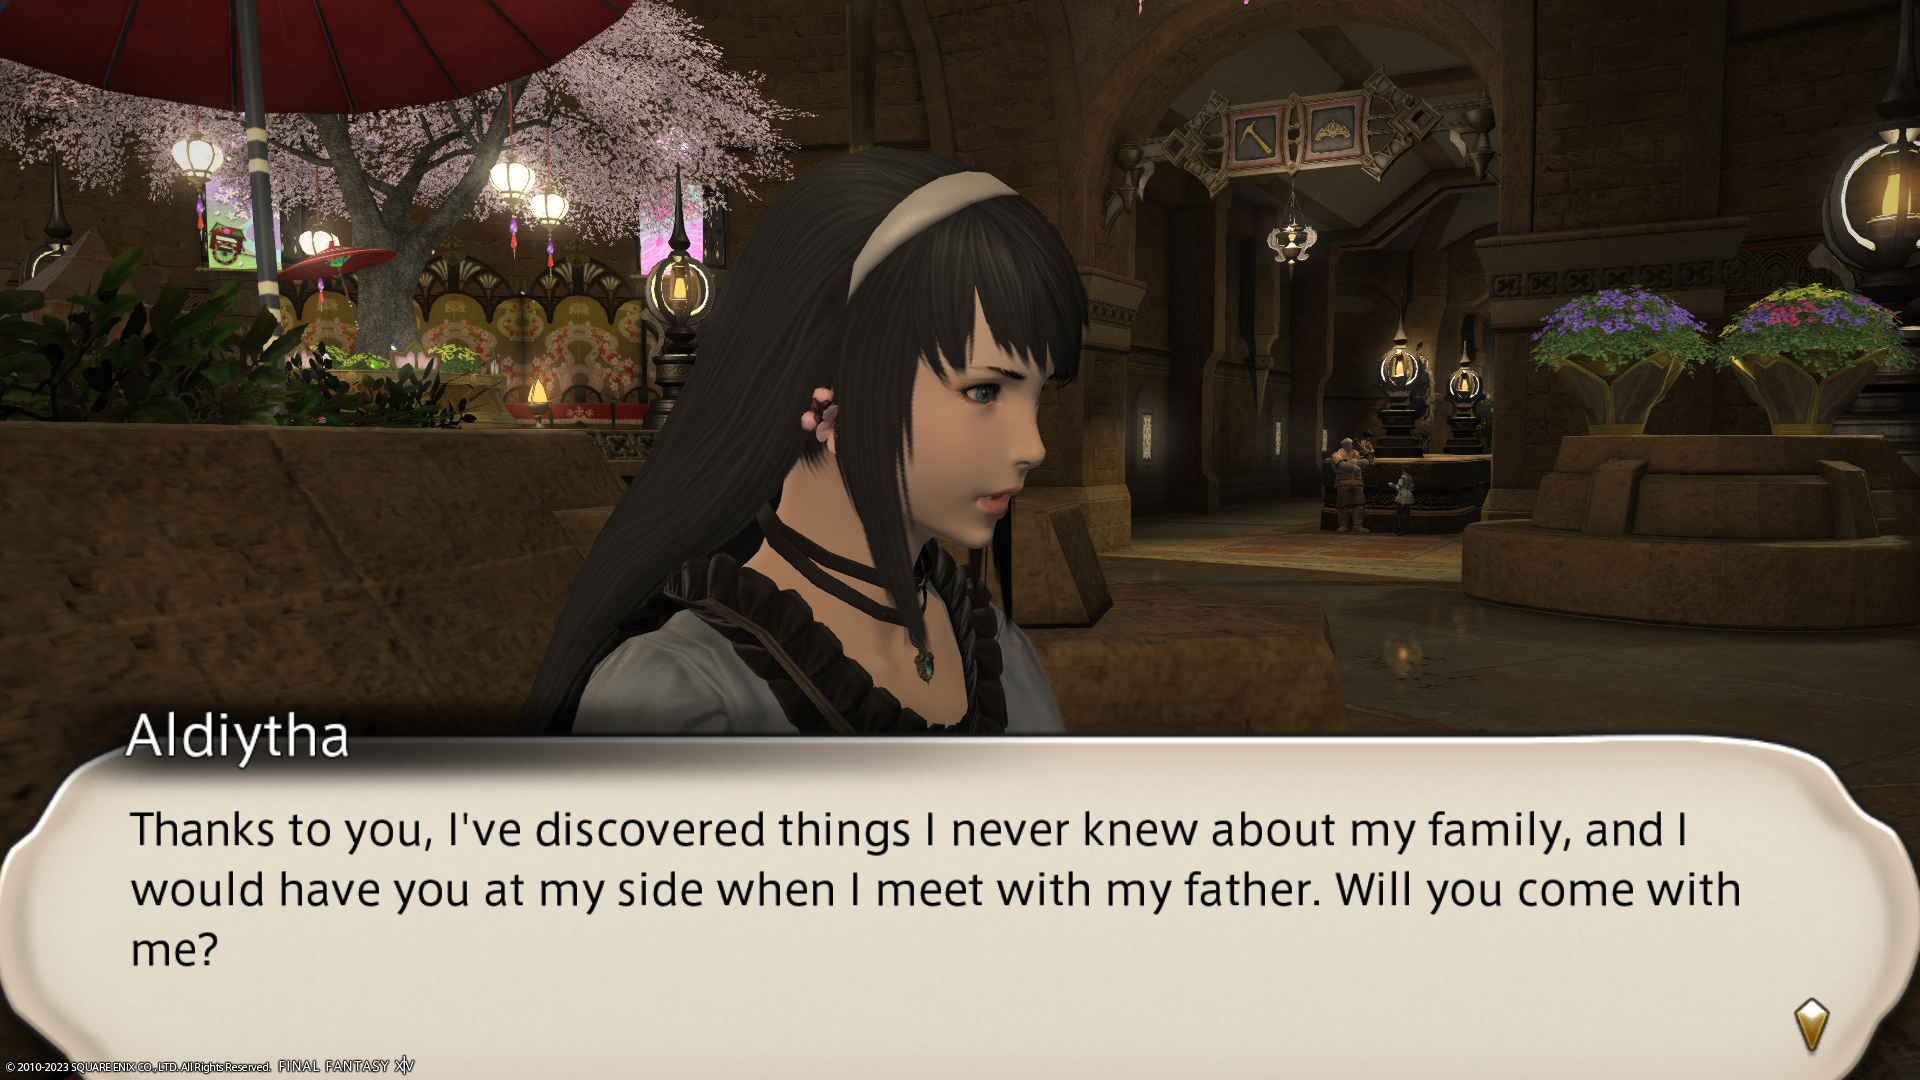 Aldiytha
Thanks to you, I've discovered things I never knew about my family, and I
would have you at my side when I meet with my father. Will you come with
me?
© 2010-2023 SQUARE ENIX CO., LTD. All Rights Reserved. FINAL FANTASY XIV